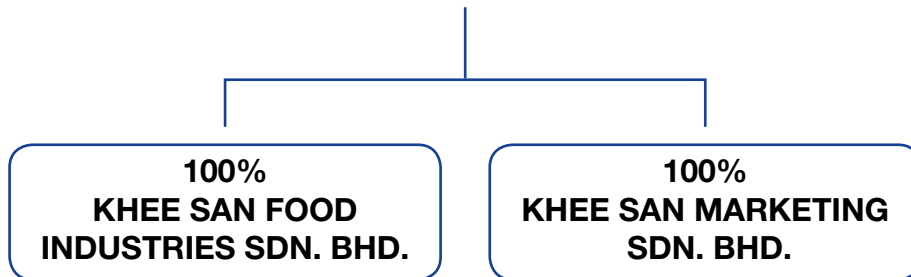 100%
KHEE SAN FOOD
INDUSTRIES SDN. BHD.
100%
KHEE SAN MARKETING
SDN. BHD.